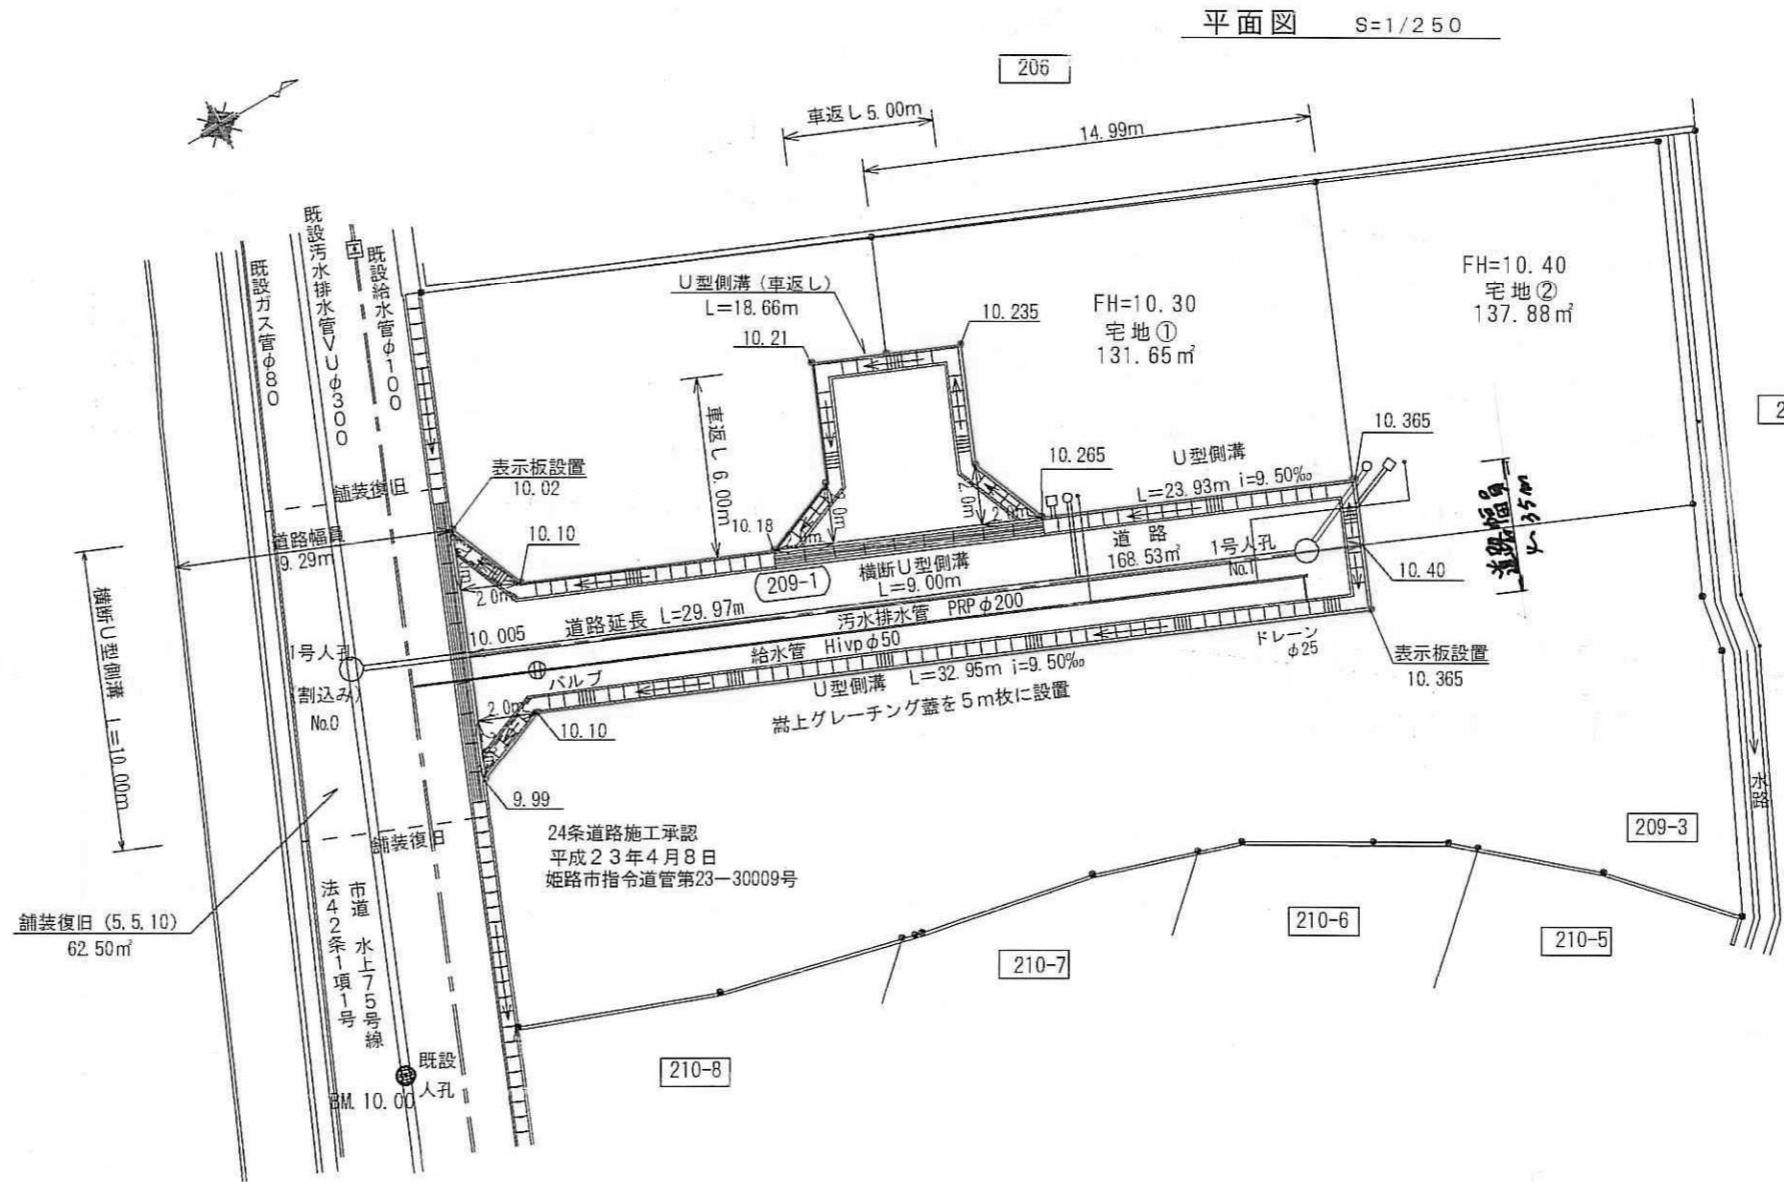 平面図 S=1/250
206
車返し5.00m
14.99m
既設ガス管φ80
既設汚水排水管VUφ300
既設給水管φ100
U型側溝(車返し)
L=18.66m
10.21
10.235
FH=10.30
宅地①
131.65㎡
FH=10.40
宅地②
137.88㎡
車返し 6.00m
表示板設置
10.02
舗装復旧
道路幅員
9.29m
10.10
10.18
10.265
U型側溝
L=23.93m i=9.50‰
10.365
道路幅員
2.0m
2.0m
209-1
横断U型側溝
L=9.00m
道路
168.53㎡
1号人孔
No.1
10.40
道路延長 L=29.97m
10.005
汚水排水管 PRPφ200
給水管 Hivpφ50
バルブ
1号人孔
(割込み)
No.0
横断U型側溝 L=10.00m
2.0m
10.10
U型側溝 L=32.95m i=9.50‰
嵩上グレーチング蓋を5m枚に設置
ドレーン
φ25
表示板設置
10.365
9.99
舗装復旧
24条道路施工承認
平成23年4月8日
姫路市指令道管第23－30009号
水路
209-3
210-5
210-6
210-7
210-8
舗装復旧 (5,5,10)
62.50㎡
市道 水上75号線
法42条1項1号
既設
人孔
BM.10.00